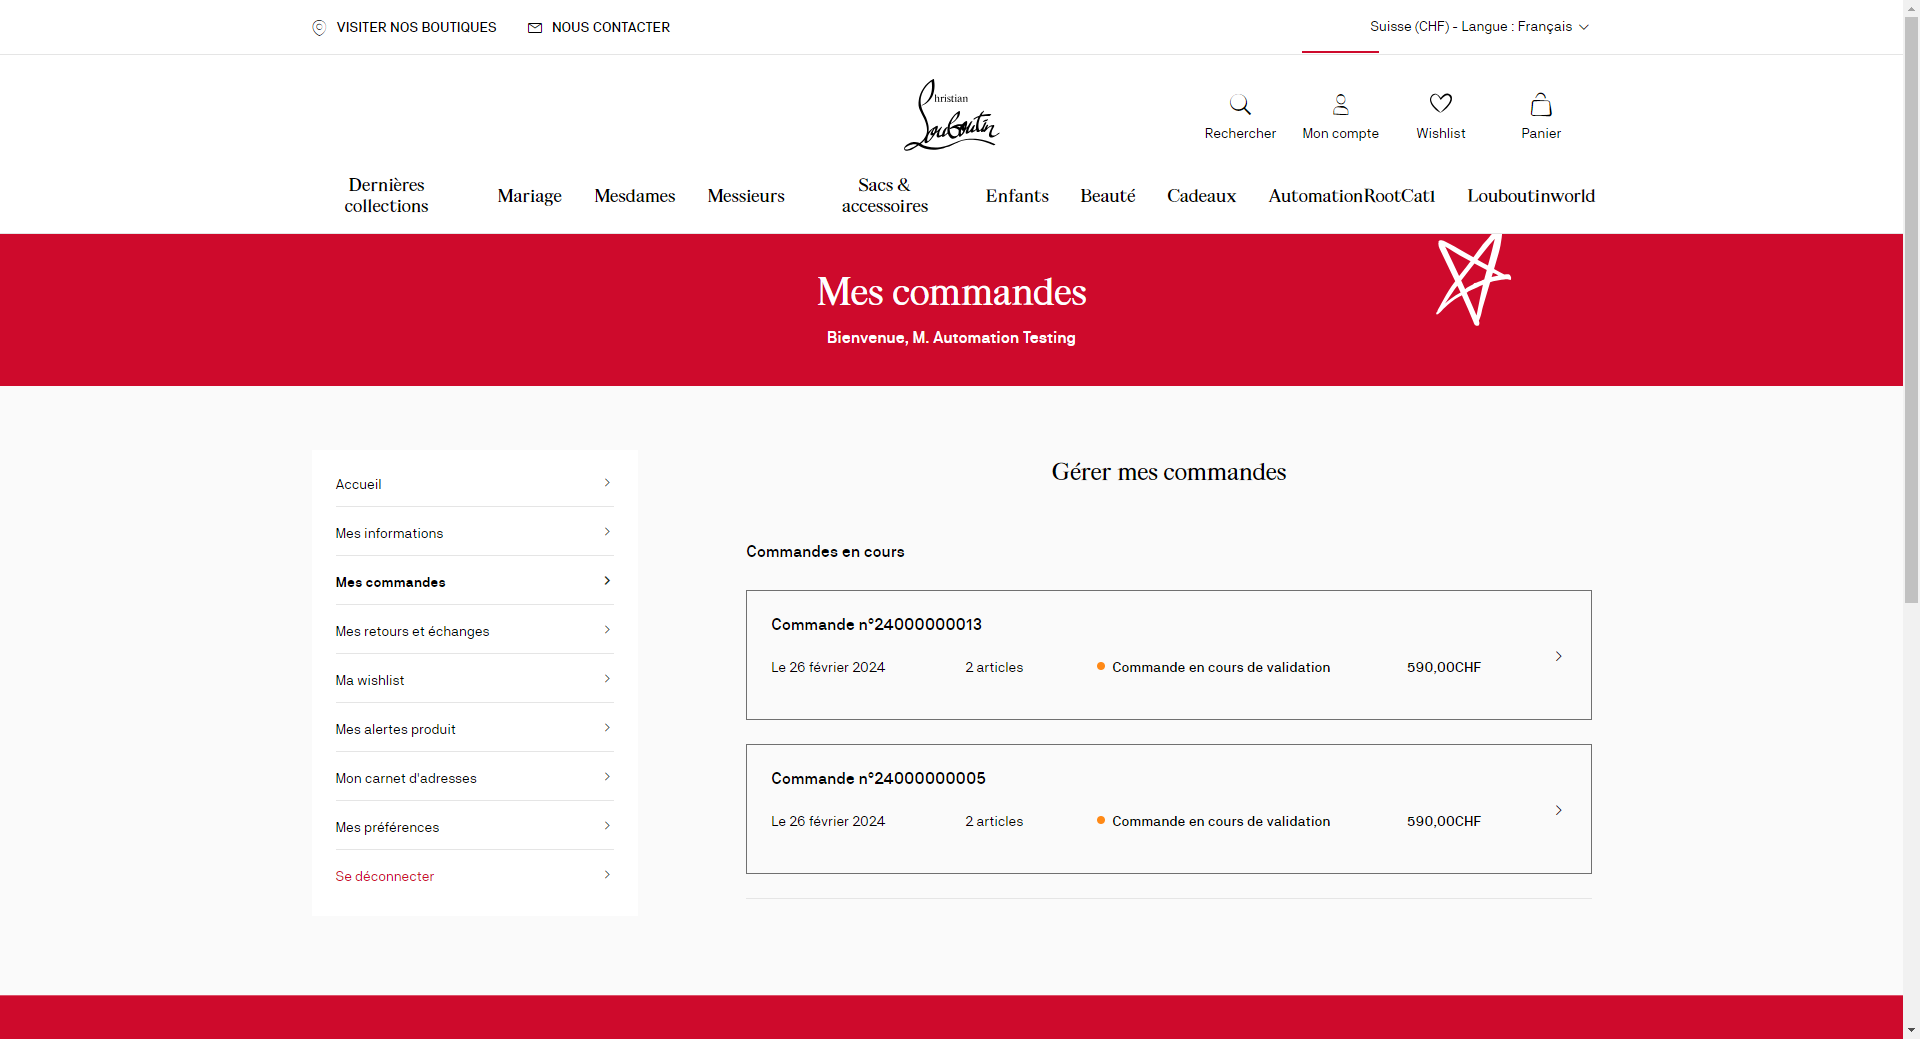 VISITER NOS BOUTIQUES
NOUS CONTACTER
Suisse (CHF) - Langue : Français
Christian
Louboutin
Rechercher
Mon compte
Wishlist
Panier
Dernières
collections
Mariage
Mesdames
Messieurs
Sacs &
accessoires
Enfants
Beauté
Cadeaux
AutomationRootCat1
Louboutinworld
Mes commandes
Bienvenue, M. Automation Testing
Accueil
Mes informations
Mes commandes
Mes retours et échanges
Ma wishlist
Mes alertes produit
Mon carnet d'adresses
Mes préférences
Se déconnecter
Gérer mes commandes
Commandes en cours
Commande n°24000000013
Le 26 février 2024 2 articles Commande en cours de validation 590,00CHF
Commande n°24000000005
Le 26 février 2024 2 articles Commande en cours de validation 590,00CHF